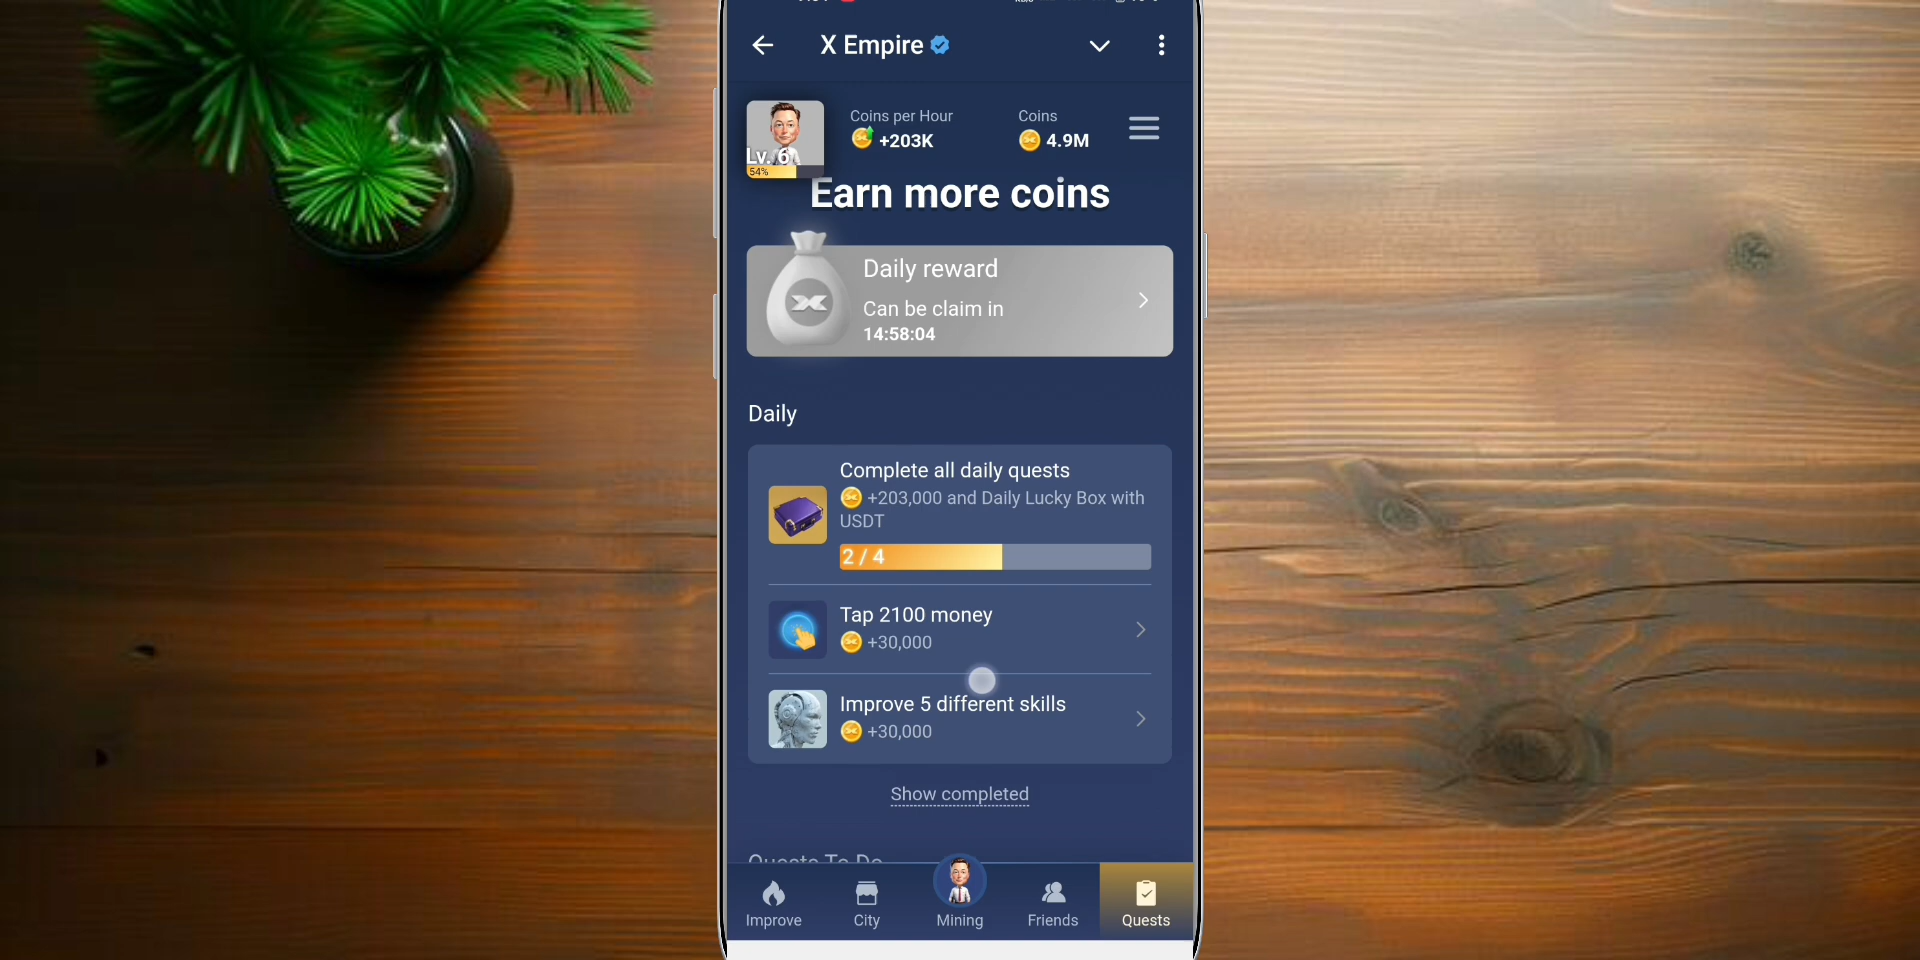 X Empire
Coins per Hour
+203K
Coins
4.9M
Lv. 6
54%
Earn more coins
Daily reward
Can be claim in
14:58:04
Daily
Complete all daily quests
+203,000 and Daily Lucky Box with
USDT
2 / 4
Tap 2100 money
+30,000
Improve 5 different skills
+30,000
Show completed
Quests To Do
Improve
City
Mining
Friends
Quests